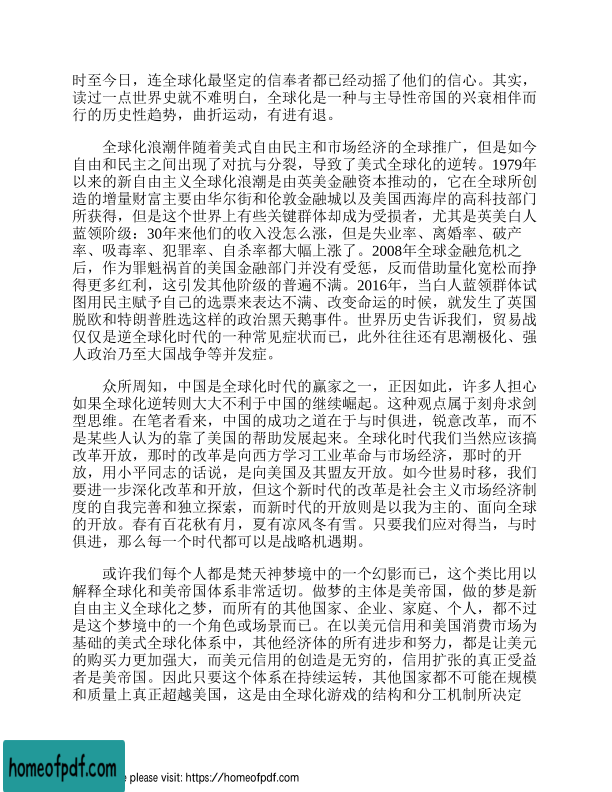 时至今日，连全球化最坚定的信奉者都已经动摇了他们的信心。其实，
读过一点世界史就不难明白，全球化是一种与主导性帝国的兴衰相伴而
行的历史性趋势，曲折运动，有进有退。
全球化浪潮伴随着美式自由民主和市场经济的全球推广，但是如今
自由和民主之间出现了对抗与分裂，导致了美式全球化的逆转。1979年
以来的新自由主义全球化浪潮是由英美金融资本推动的，它在全球所创
造的增量财富主要由华尔街和伦敦金融城以及美国西海岸的高科技部门
所获得，但是这个世界上有些关键群体却成为受损者，尤其是英美白人
蓝领阶级：30年来他们的收入没怎么涨，但是失业率、离婚率、破产
率、吸毒率、犯罪率、自杀率都大幅上涨了。2008年全球金融危机之
后，作为罪魁祸首的美国金融部门并没有受惩，反而借助量化宽松而挣
得更多红利，这引发其他阶级的普遍不满。2016年，当白人蓝领群体试
图用民主赋予自己的选票来表达不满、改变命运的时候，就发生了英国
脱欧和特朗普胜选这样的政治黑天鹅事件。世界历史告诉我们，贸易战
仅仅是逆全球化时代的一种常见症状而已，此外往往还有思潮极化、强
人政治乃至大国战争等并发症。
众所周知，中国是全球化时代的赢家之一，正因如此，许多人担心
如果全球化逆转则大大不利于中国的继续崛起。这种观点属于刻舟求剑
型思维。在笔者看来，中国的成功之道在于与时俱进，锐意改革，而不
是某些人认为的靠了美国的帮助发展起来。全球化时代我们当然应该搞
改革开放，那时的改革是向西方学习工业革命与市场经济，那时的开
放，用小平同志的话说，是向美国及其盟友开放。如今世易时移，我们
要进一步深化改革和开放，但这个新时代的改革是社会主义市场经济制
度的自我完善和独立探索，而新时代的开放则是以我为主的、面向全球
的开放。春有百花秋有月，夏有凉风冬有雪。只要我们应对得当，与时
俱进，那么每一个时代都可以是战略机遇期。
或许我们每个人都是梵天神梦境中的一个幻影而已，这个类比用以
解释全球化和美帝国体系非常适切。做梦的主体是美帝国，做的梦是新
自由主义全球化之梦，而所有的其他国家、企业、家庭、个人，都不过
是这个梦境中的一个角色或场景而已。在以美元信用和美国消费市场为
基础的美式全球化体系中，其他经济体的所有进步和努力，都是让美元
的购买力更加强大，而美元信用的创造是无穷的，信用扩张的真正受益
者是美帝国。因此只要这个体系在持续运转，其他国家都不可能在规模
和质量上真正超越美国，这是由全球化游戏的结构和分工机制所决定
homeofpdf.com
e please visit: https://homeofpdf.com